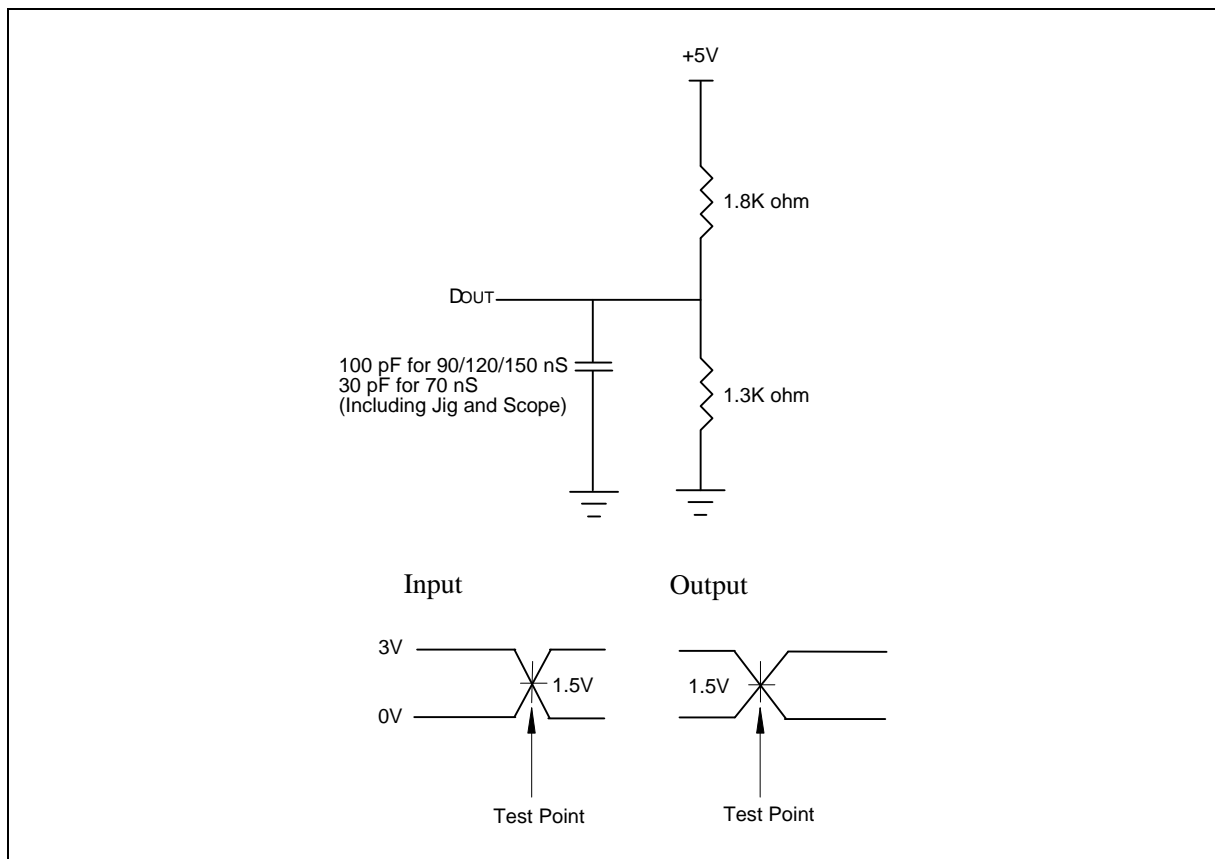 +5V
1.8K ohm
DOUT
100 pF for 90/120/150 nS
30 pF for 70 nS
(Including Jig and Scope)
1.3K ohm
Input
Output
3V
1.5V
1.5V
0V
Test Point
Test Point